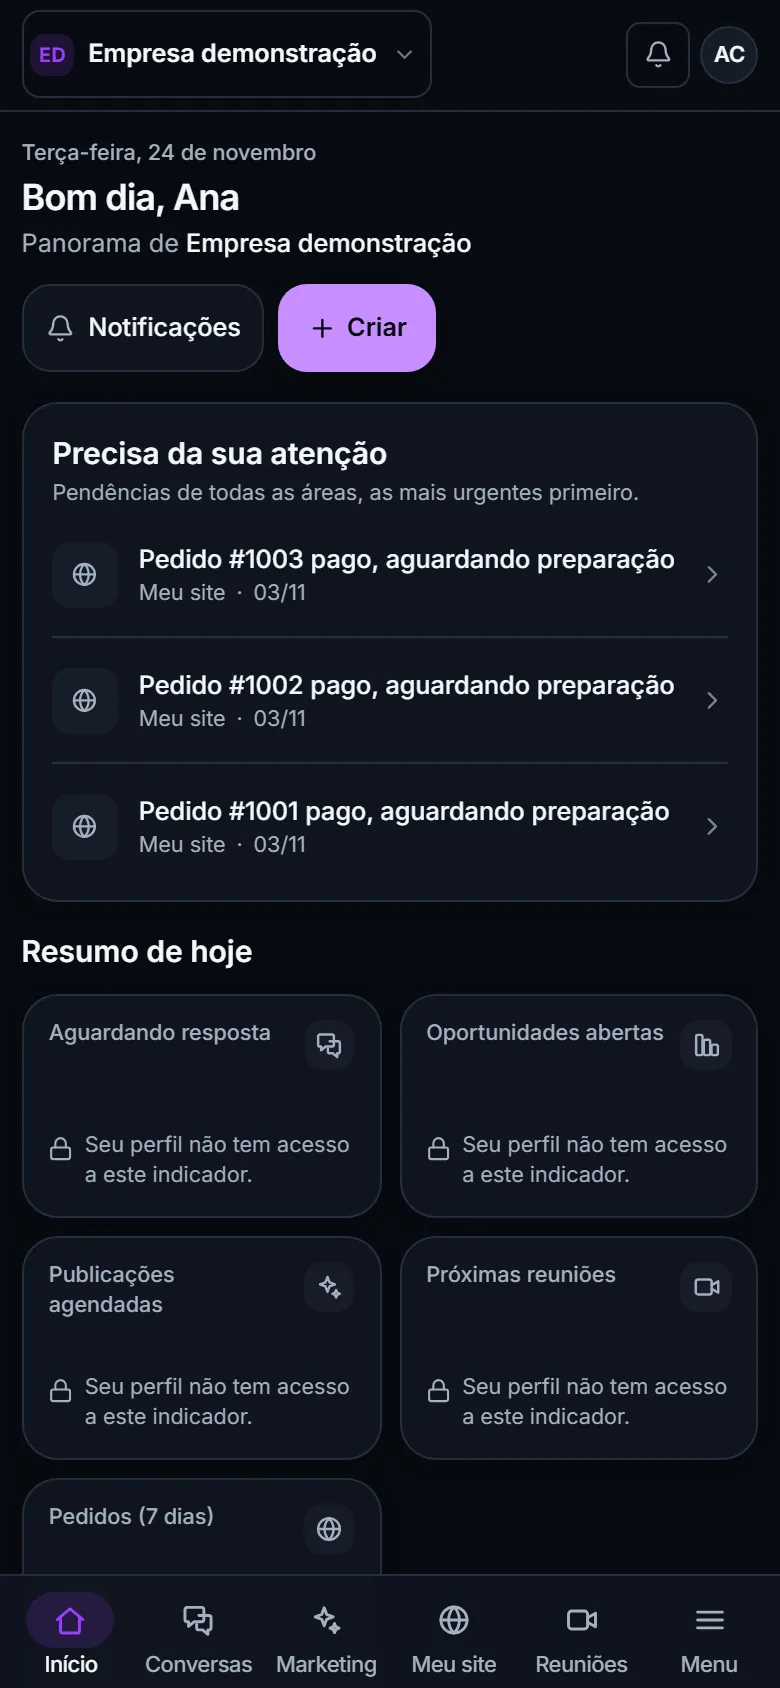 ED Empresa demonstração
AC
Terça-feira, 24 de novembro
Bom dia, Ana
Panorama de Empresa demonstração
Notificações
+ Criar
Precisa da sua atenção
Pendências de todas as áreas, as mais urgentes primeiro.
Pedido #1003 pago, aguardando preparação
Meu site · 03/11
Pedido #1002 pago, aguardando preparação
Meu site · 03/11
Pedido #1001 pago, aguardando preparação
Meu site · 03/11
Resumo de hoje
Aguardando resposta
Seu perfil não tem acesso
a este indicador.
Oportunidades abertas
Seu perfil não tem acesso
a este indicador.
Publicações
agendadas
Seu perfil não tem acesso
a este indicador.
Próximas reuniões
Seu perfil não tem acesso
a este indicador.
Pedidos (7 dias)
Início
Conversas
Marketing
Meu site
Reuniões
Menu